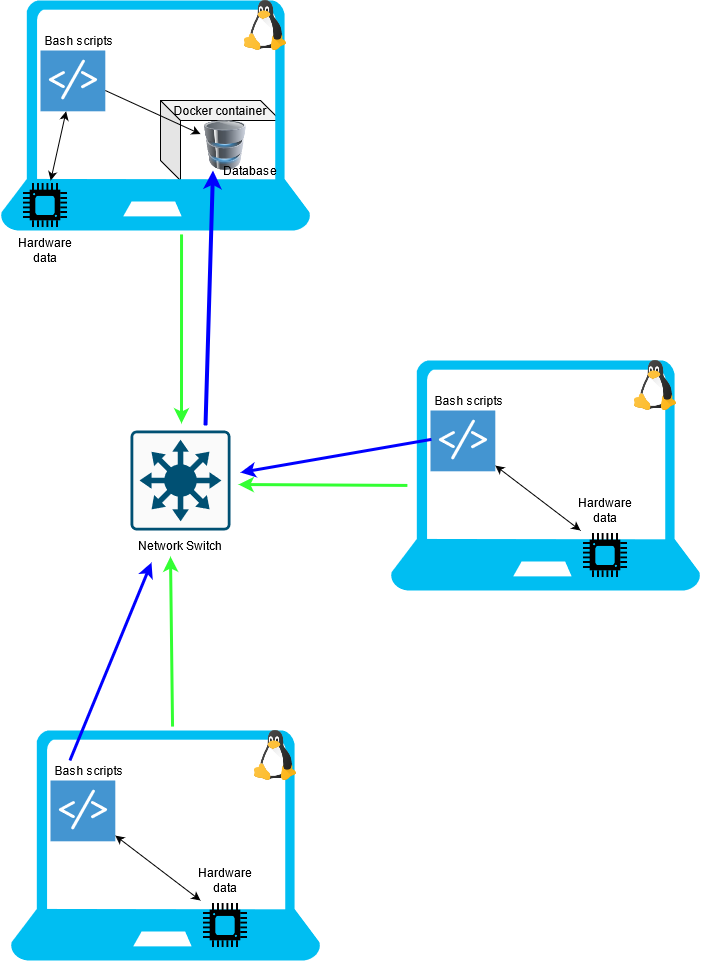 Bash scripts
</>
Docker container
Database
Hardware
data
Bash scripts
</>
Hardware
data
Network Switch
Bash scripts
</>
Hardware
data